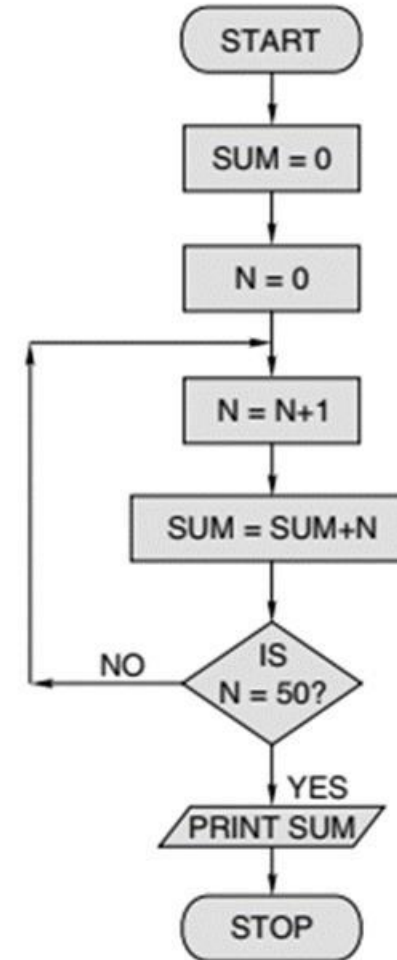 START
SUM = 0
N = 0
N = N+1
SUM = SUM+N
IS
N = 50?
NO
YES
PRINT SUM
STOP